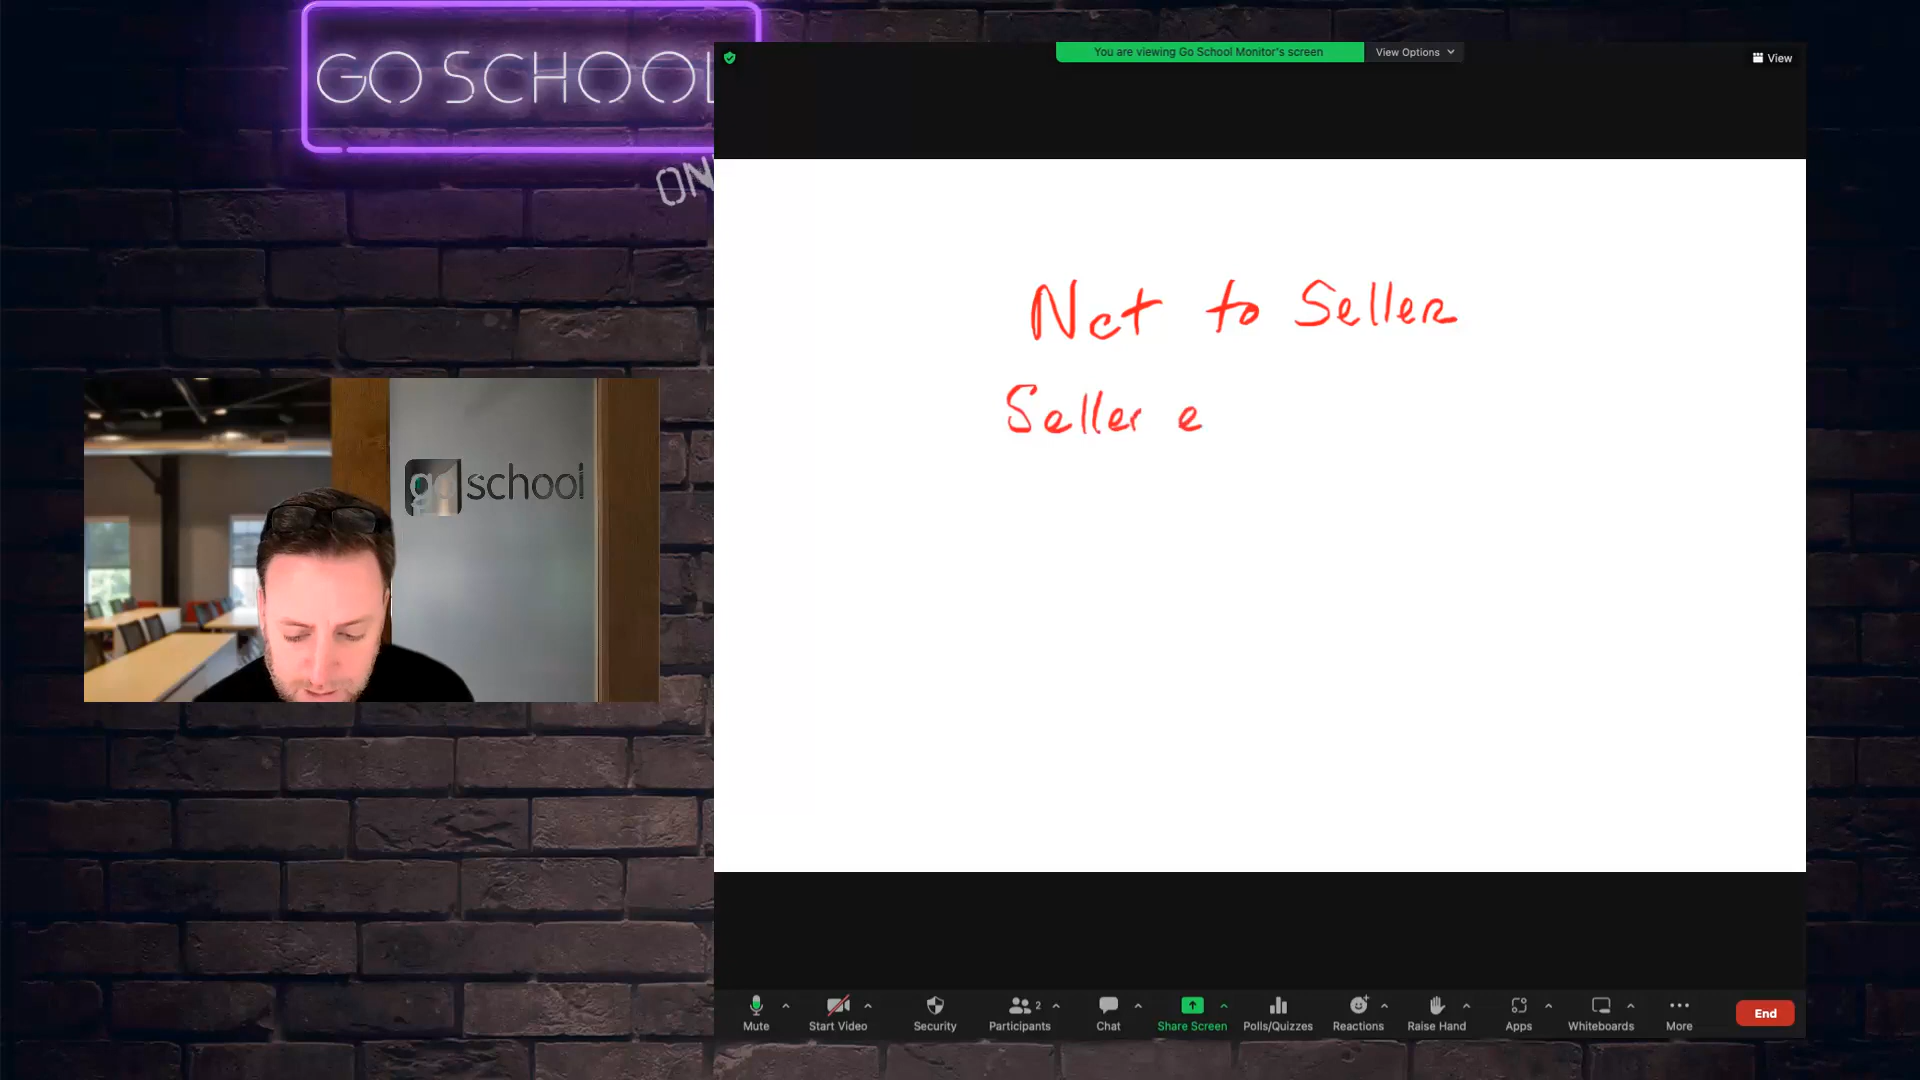 GO SCHOOL
ON
You are viewing Go School Monitor's screen
View Options
View
Net to Seller
Seller e
go school
Mute
Start Video
Security
2
Participants
Chat
Share Screen
Polls/Quizzes
Reactions
Raise Hand
Apps
Whiteboards
More
End